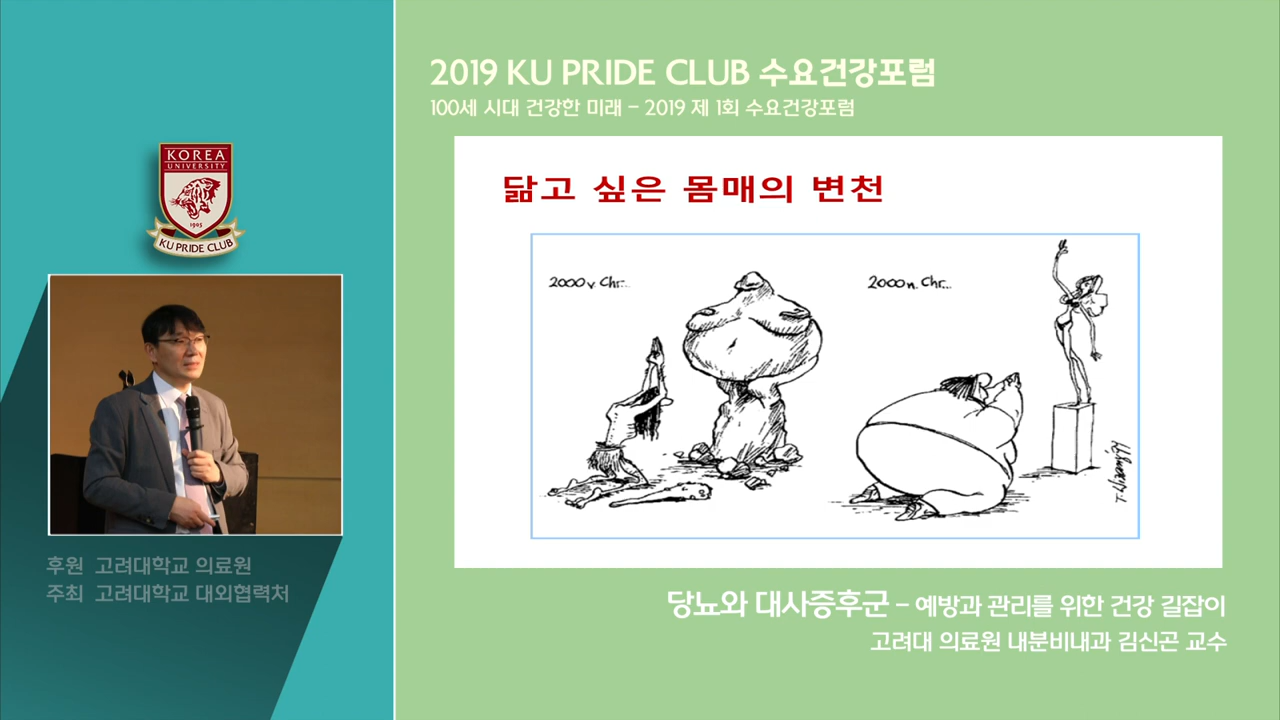 2019 KU PRIDE CLUB 수요건강포럼
100세 시대 건강한 미래 – 2019 제 1회 수요건강포럼
KOREA
UNIVERSITY
1905
KU PRIDE CLUB
닮고 싶은 몸매의 변천
2000 v. Chr...
2000 n. Chr...
후원 고려대학교 의료원
주최 고려대학교 대외협력처
당뇨와 대사증후군 – 예방과 관리를 위한 건강 길잡이
고려대 의료원 내분비내과 김신곤 교수